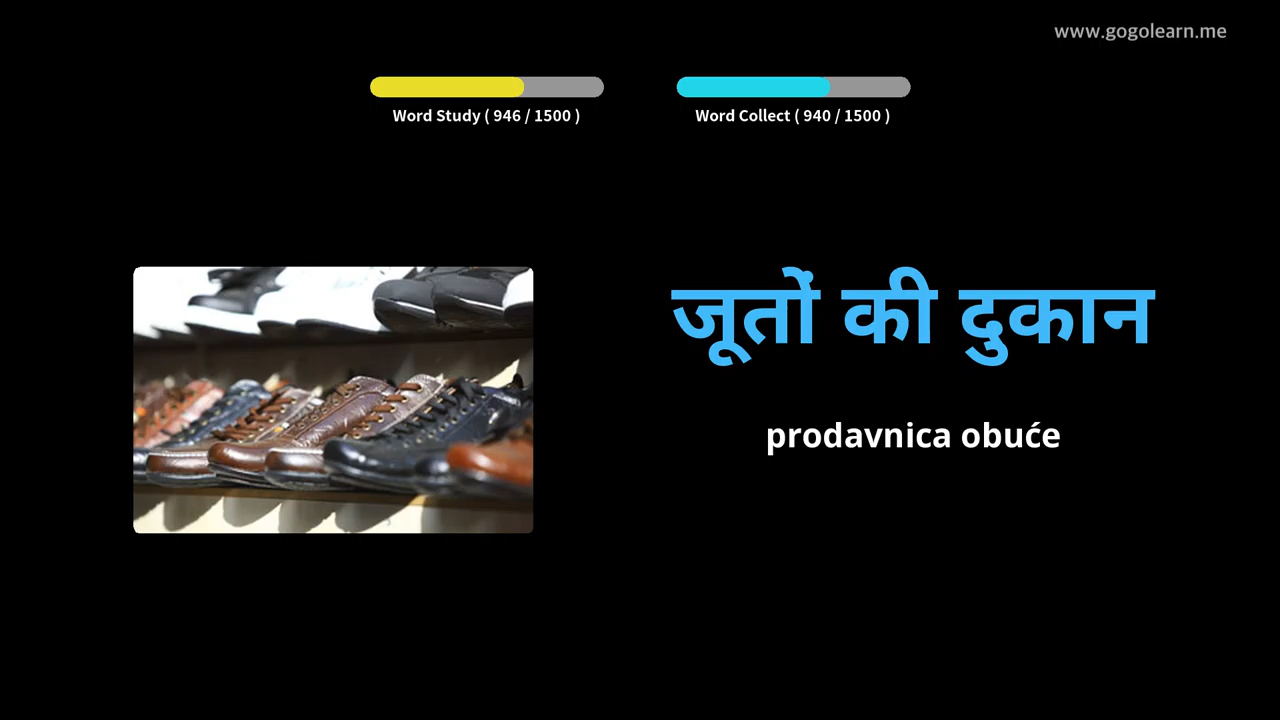 www.gogolearn.me
Word Study ( 946 / 1500 )
Word Collect ( 940 / 1500 )
जूतों की दुकान
prodavnica obuće